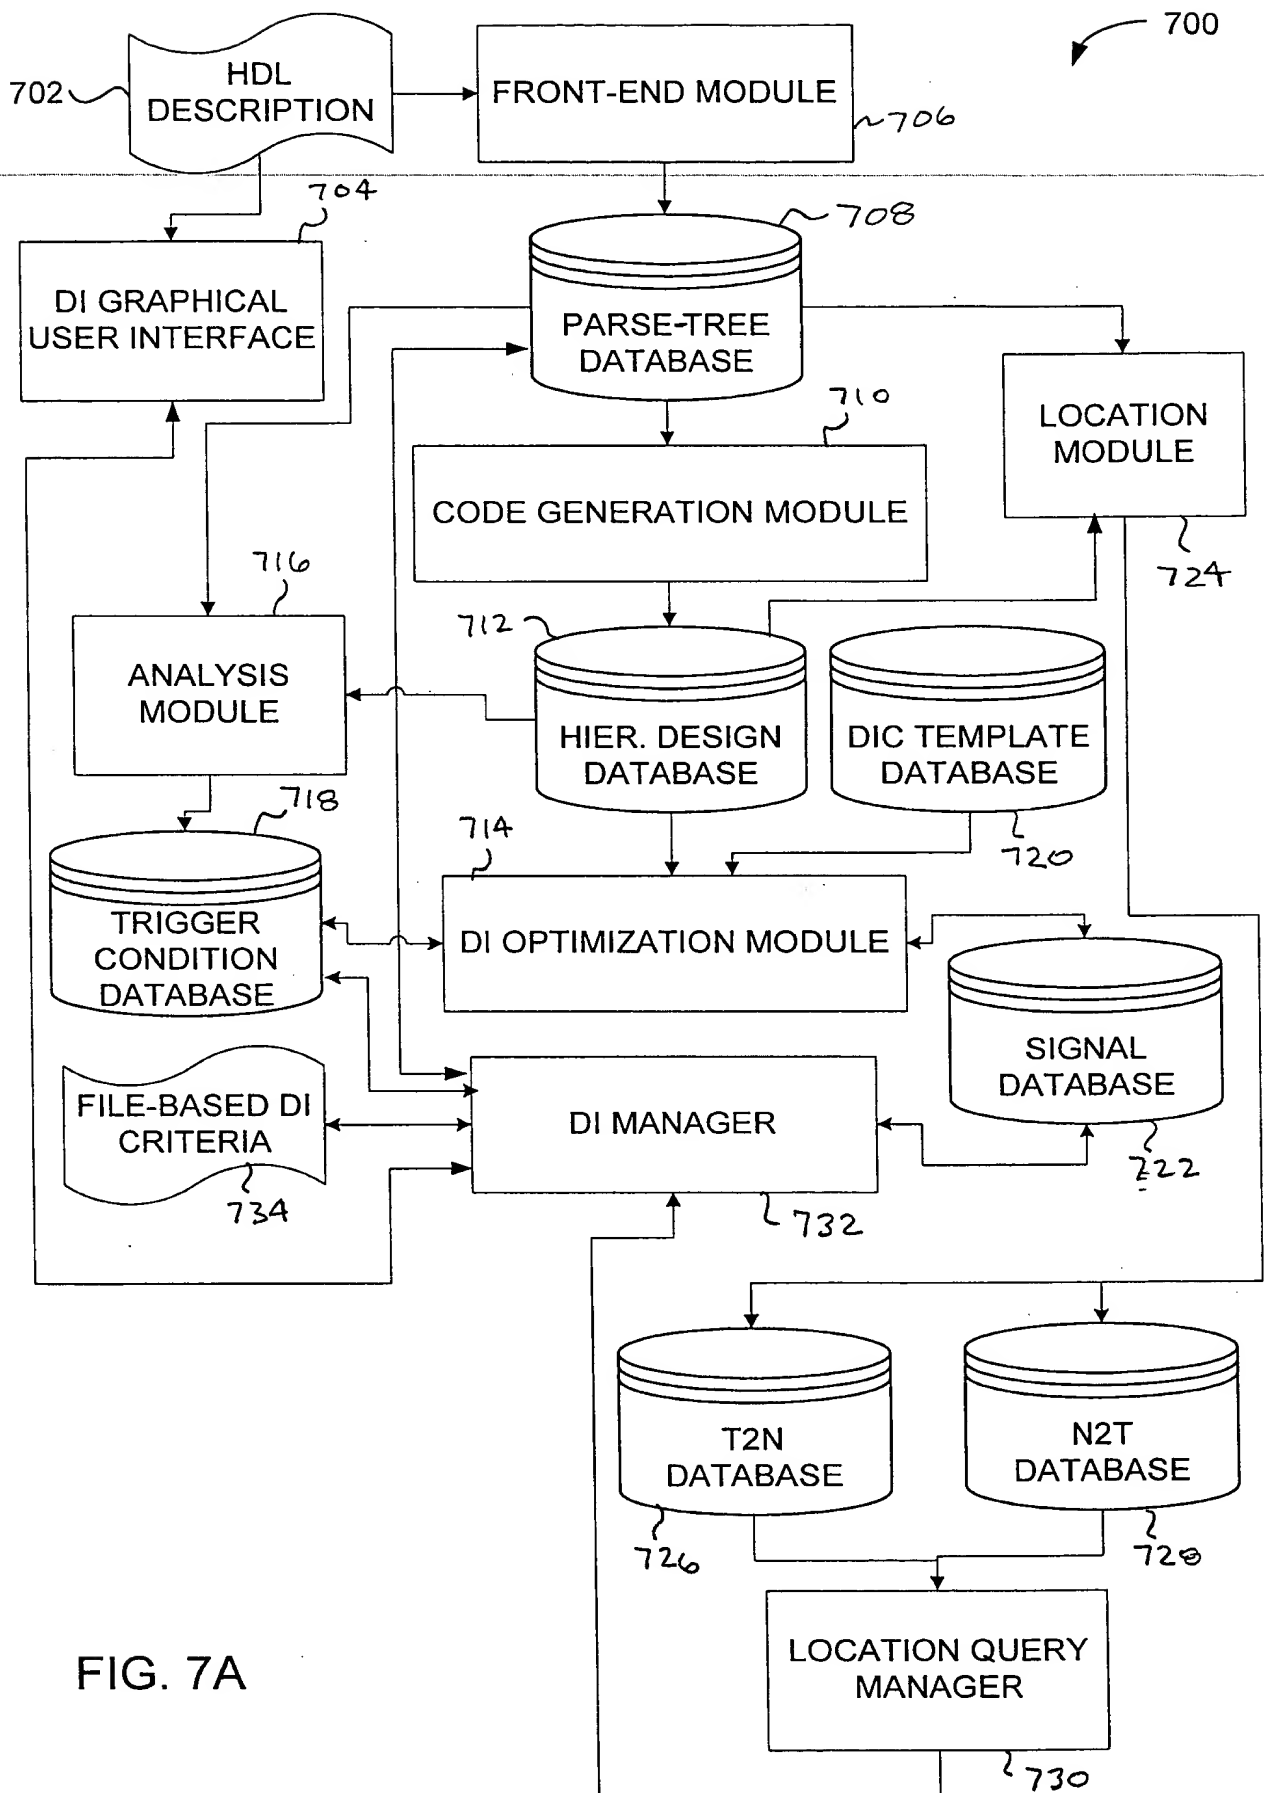 700
HDL
DESCRIPTION
702
FRONT-END MODULE
706
704
708
DI GRAPHICAL
USER INTERFACE
PARSE-TREE
DATABASE
710
LOCATION
MODULE
CODE GENERATION MODULE
724
716
712
ANALYSIS
MODULE
HIER. DESIGN
DATABASE
DIC TEMPLATE
DATABASE
718
714
720
TRIGGER
CONDITION
DATABASE
DI OPTIMIZATION MODULE
SIGNAL
DATABASE
722
FILE-BASED DI
CRITERIA
734
DI MANAGER
732
T2N
DATABASE
726
N2T
DATABASE
728
LOCATION QUERY
MANAGER
730
FIG. 7A